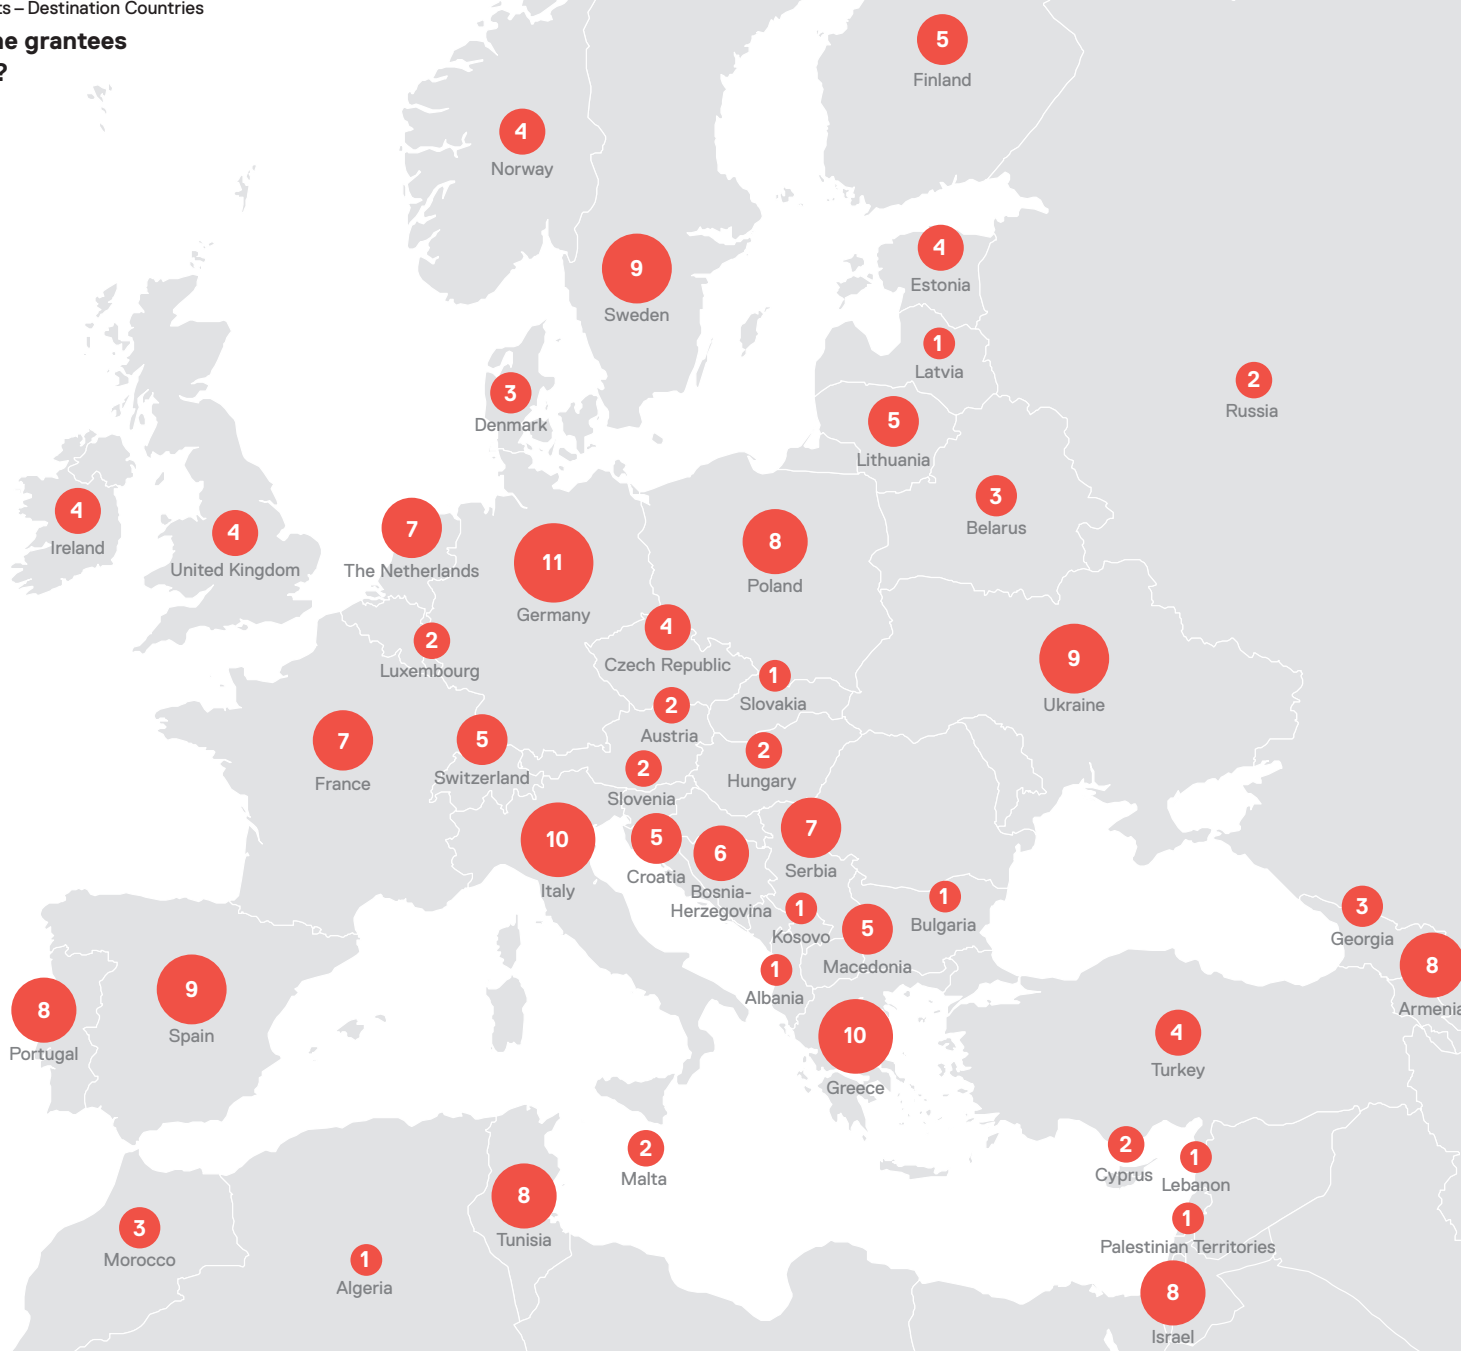 ts – Destination Countries
ne grantees
?
5
Finland
4
Norway
4
Estonia
9
Sweden
1
Latvia
2
Russia
3
Denmark
5
Lithuania
3
Belarus
4
Ireland
4
United Kingdom
7
The Netherlands
11
Germany
8
Poland
4
Czech Republic
2
Luxembourg
1
Slovakia
9
Ukraine
2
Austria
7
France
5
Switzerland
2
Hungary
2
Slovenia
10
Italy
5
Croatia
6
Bosnia-
Herzegovina
7
Serbia
1
Kosovo
5
Macedonia
1
Bulgaria
3
Georgia
8
Armenia
1
Albania
8
Portugal
9
Spain
10
Greece
4
Turkey
2
Malta
2
Cyprus
1
Lebanon
8
Tunisia
3
Morocco
1
Algeria
1
Palestinian Territories
8
Israel